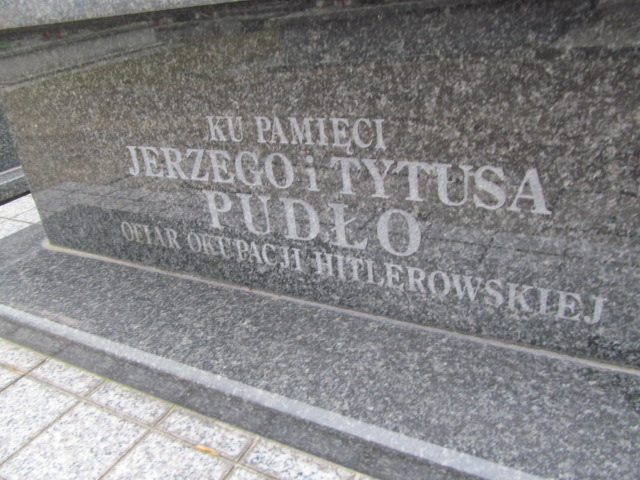 KU PAMIĘCI
JERZEGO i TYTUSA
PUDŁO
OFIAR OKUPACJI HITLEROWSKIEJ